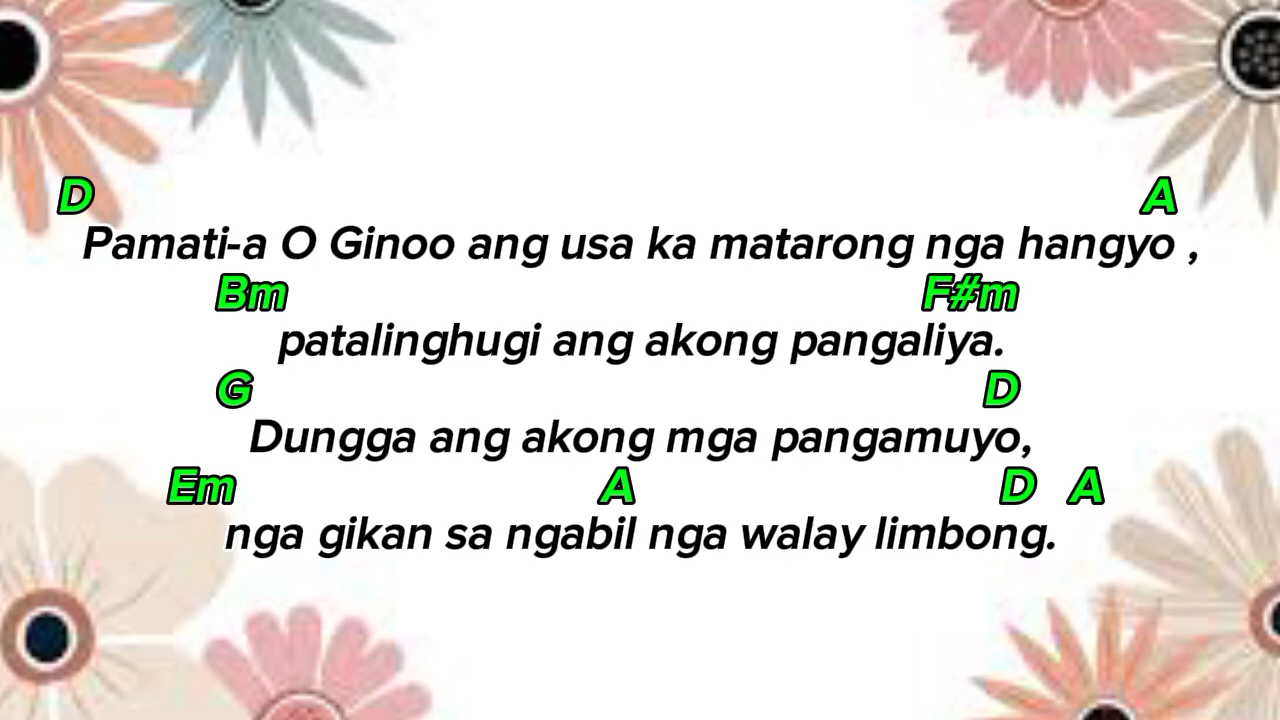 D A
Pamati-a O Ginoo ang usa ka matarong nga hangyo ,
Bm F#m
patalinghugi ang akong pangaliya.
G D
Dungga ang akong mga pangamuyo,
Em A D A
nga gikan sa ngabil nga walay limbong.